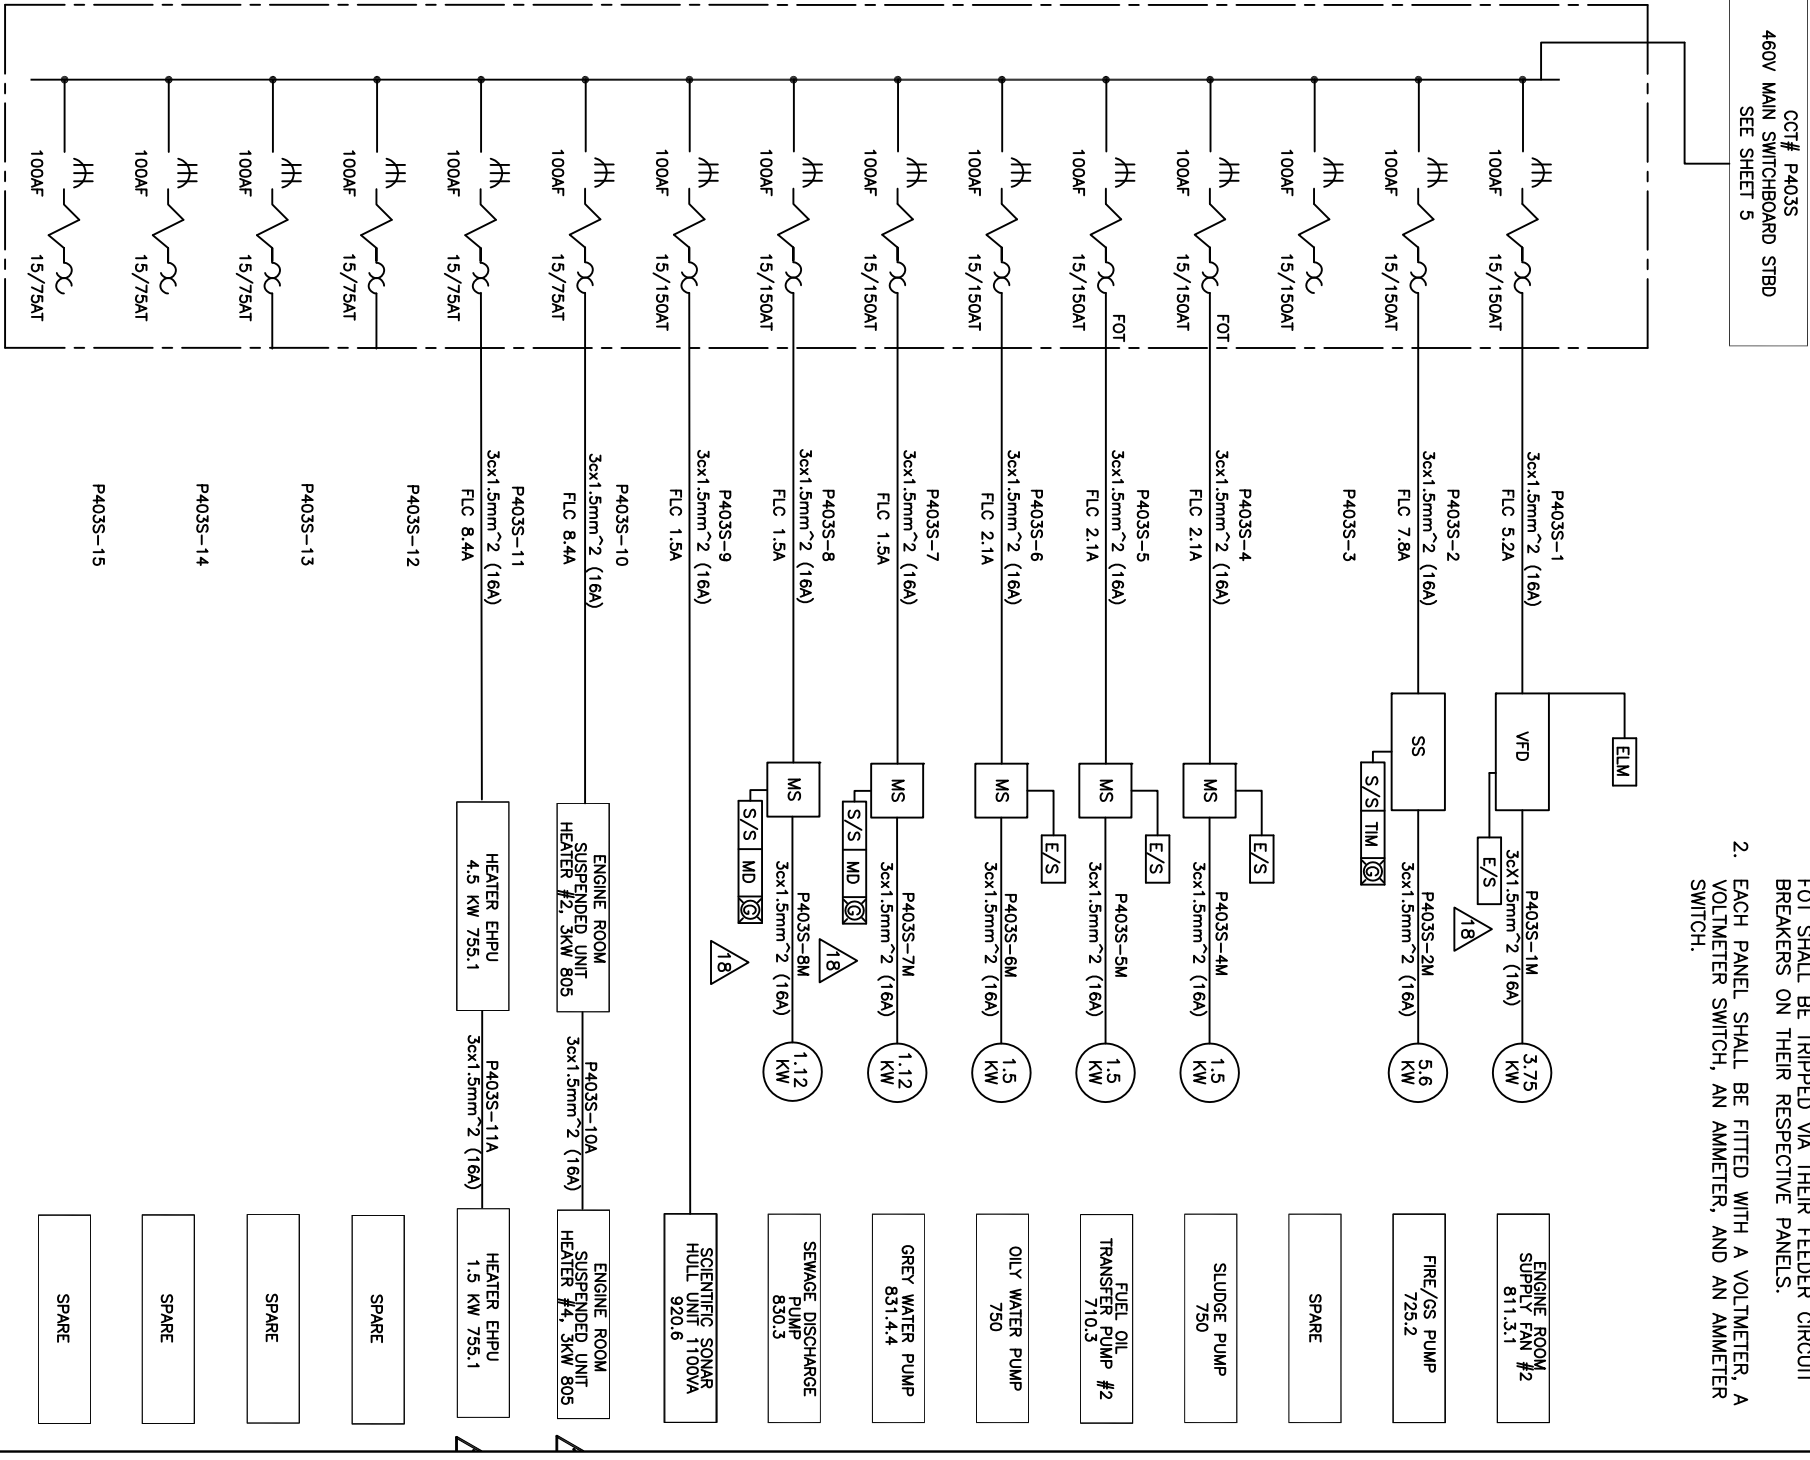 CCT# P403S
460V MAIN SWITCHBOARD STBD
SEE SHEET 5
FOT SHALL BE TRIPPED VIA THEIR FEEDER CIRCUIT
BREAKERS ON THEIR RESPECTIVE PANELS.
2. EACH PANEL SHALL BE FITTED WITH A VOLTMETER, A
VOLTMETER SWITCH, AN AMMETER, AND AN AMMETER
SWITCH.
ELM
100AF 15/150AT
P403S-1
3cx1.5mm^2 (16A)
FLC 5.2A
VFD
E/S
P403S-1M
3cX1.5mm^2 (16A)
18
3.75
KW
ENGINE ROOM
SUPPLY FAN #2
811.3.1
100AF 15/150AT
P403S-2
3cx1.5mm^2 (16A)
FLC 7.8A
SS
S/S TIM G
P403S-2M
3cx1.5mm^2 (16A)
5.6
KW
FIRE/GS PUMP
725.2
100AF 15/150AT
P403S-3
SPARE
100AF 15/150AT
FOT
P403S-4
3cx1.5mm^2 (16A)
FLC 2.1A
MS
E/S
P403S-4M
3cx1.5mm^2 (16A)
1.5
KW
SLUDGE PUMP
750
100AF 15/150AT
FOT
P403S-5
3cx1.5mm^2 (16A)
FLC 2.1A
MS
E/S
P403S-5M
3cx1.5mm^2 (16A)
1.5
KW
FUEL OIL
TRANSFER PUMP #2
710.3
100AF 15/150AT
P403S-6
3cx1.5mm^2 (16A)
FLC 2.1A
MS
E/S
P403S-6M
3cx1.5mm^2 (16A)
1.5
KW
OILY WATER PUMP
750
100AF 15/150AT
P403S-7
3cx1.5mm^2 (16A)
FLC 1.5A
MS
S/S MD G
P403S-7M
3cx1.5mm^2 (16A)
18
1.12
KW
GREY WATER PUMP
831.4.4
100AF 15/150AT
P403S-8
3cx1.5mm^2 (16A)
FLC 1.5A
MS
S/S MD G
P403S-8M
3cx1.5mm^2 (16A)
18
1.12
KW
SEWAGE DISCHARGE
PUMP
830.3
100AF 15/150AT
P403S-9
3cx1.5mm^2 (16A)
FLC 1.5A
SCIENTIFIC SONAR
HULL UNIT 1100VA
920.6
100AF 15/75AT
P403S-10
3cx1.5mm^2 (16A)
FLC 8.4A
ENGINE ROOM
SUSPENDED UNIT
HEATER #2, 3KW 805
P403S-10A
3cx1.5mm^2 (16A)
ENGINE ROOM
SUSPENDED UNIT
HEATER #4, 3KW 805
100AF 15/75AT
P403S-11
3cx1.5mm^2 (16A)
FLC 8.4A
HEATER EHPU
4.5 KW 755.1
P403S-11A
3cx1.5mm^2 (16A)
HEATER EHPU
1.5 KW 755.1
100AF 15/75AT
P403S-12
SPARE
100AF 15/75AT
P403S-13
SPARE
100AF 15/75AT
P403S-14
SPARE
100AF 15/75AT
P403S-15
SPARE